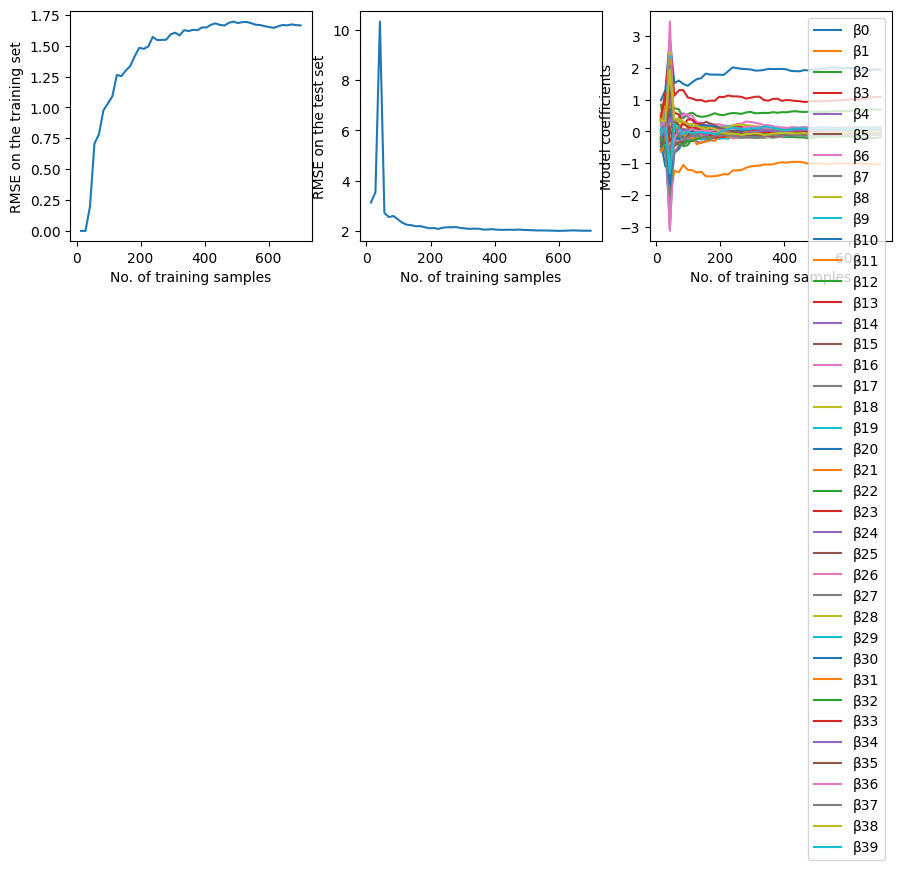 RMSE on the training set
1.75
1.50
1.25
1.00
0.75
0.50
0.25
0.00
0 200 400 600
No. of training samples
RMSE on the test set
10
8
6
4
2
0 200 400 600
No. of training samples
Model coefficients
3
2
1
0
−1
−2
−3
0 200 400 600
No. of training samples
β0
β1
β2
β3
β4
β5
β6
β7
β8
β9
β10
β11
β12
β13
β14
β15
β16
β17
β18
β19
β20
β21
β22
β23
β24
β25
β26
β27
β28
β29
β30
β31
β32
β33
β34
β35
β36
β37
β38
β39